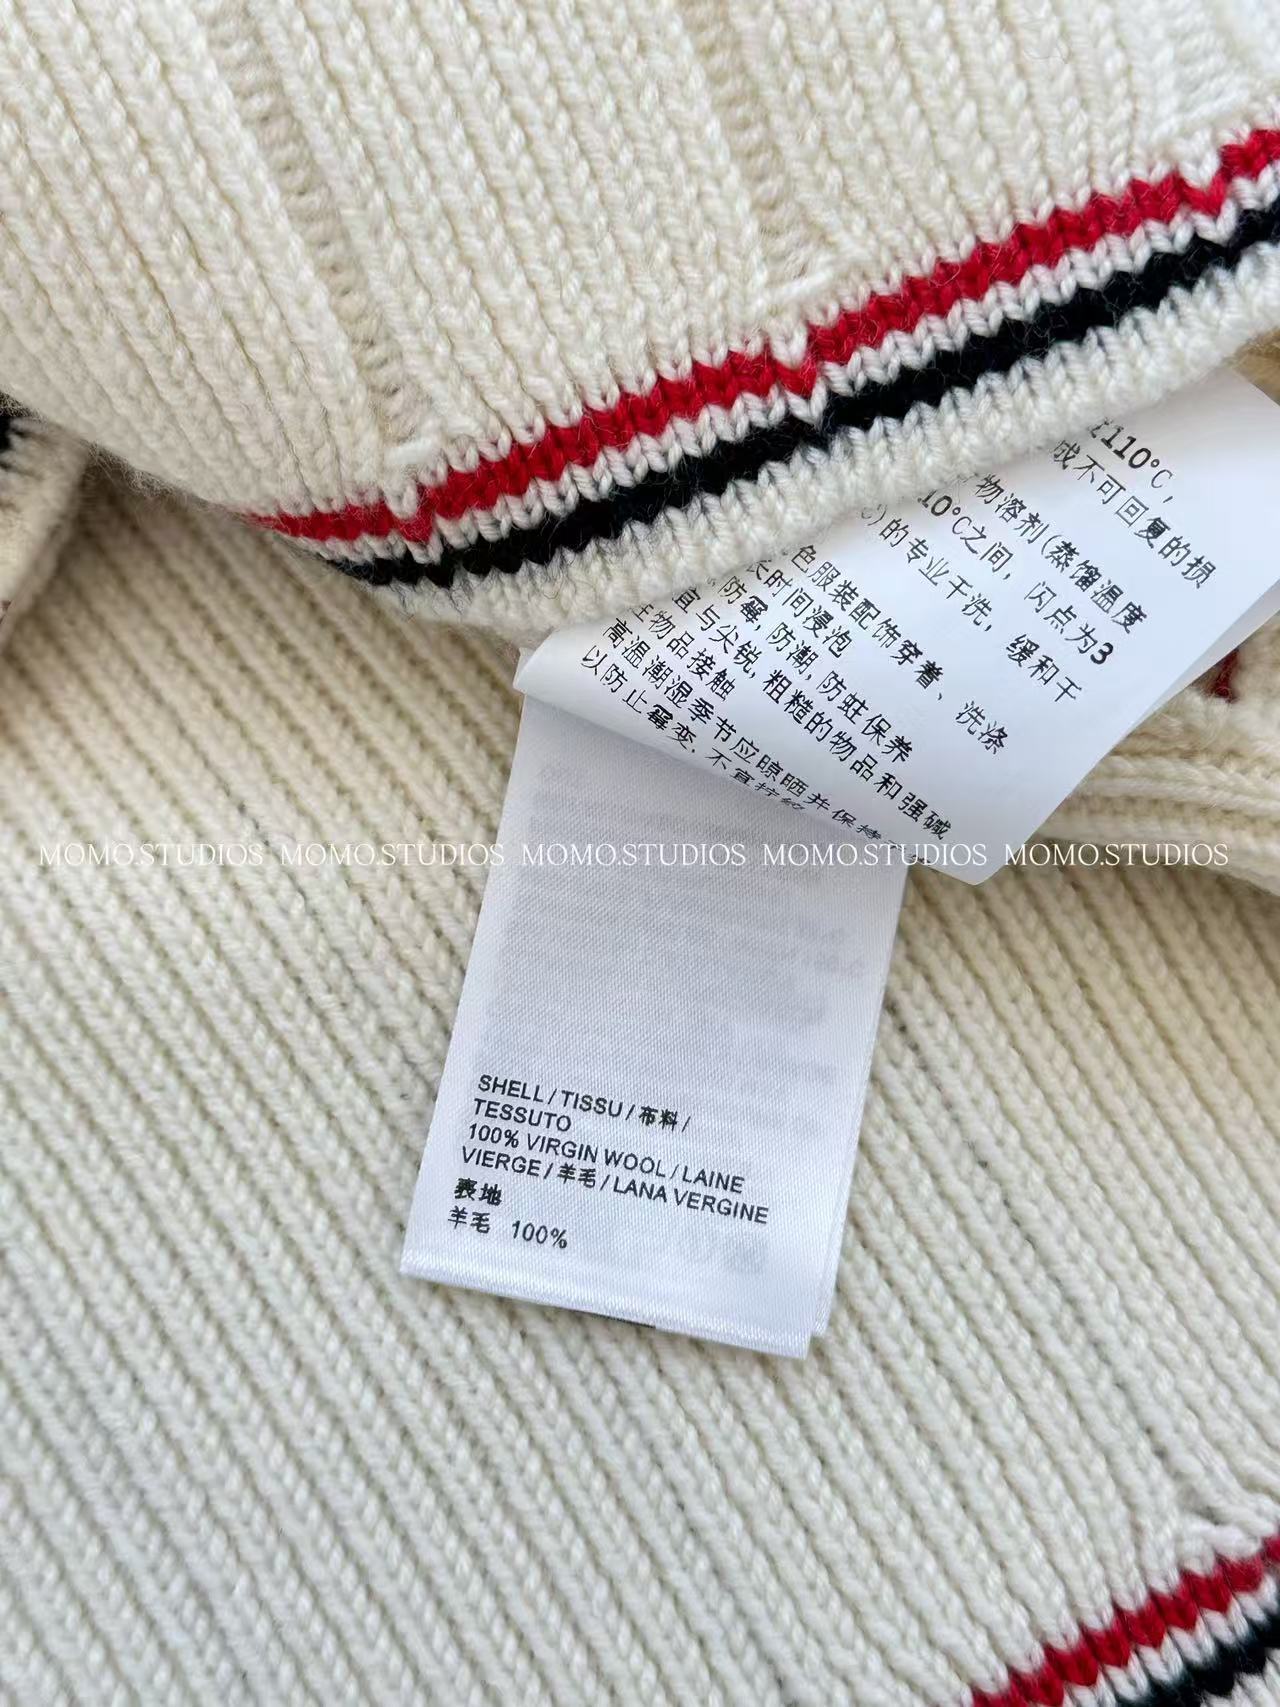 110°C,
成不可回复的损
物溶剂(蒸馏温度
10°C之间, 闪点为3
)的专业干洗, 缓和干
色服装配饰穿着、洗涤
长时间浸泡
防霉, 防潮, 防蛀保养
宜与尖锐, 粗糙的物品和强碱
物品接触
高温潮湿季节应晾晒并保持
以防止霉变, 不宜拧绞
MOMO.STUDIOS MOMO.STUDIOS MOMO.STUDIOS MOMO.STUDIOS MOMO.STUDIOS
SHELL / TISSU / 布料 /
TESSUTO
100% VIRGIN WOOL / LAINE
VIERGE / 羊毛 / LANA VERGINE
表地
羊毛 100%